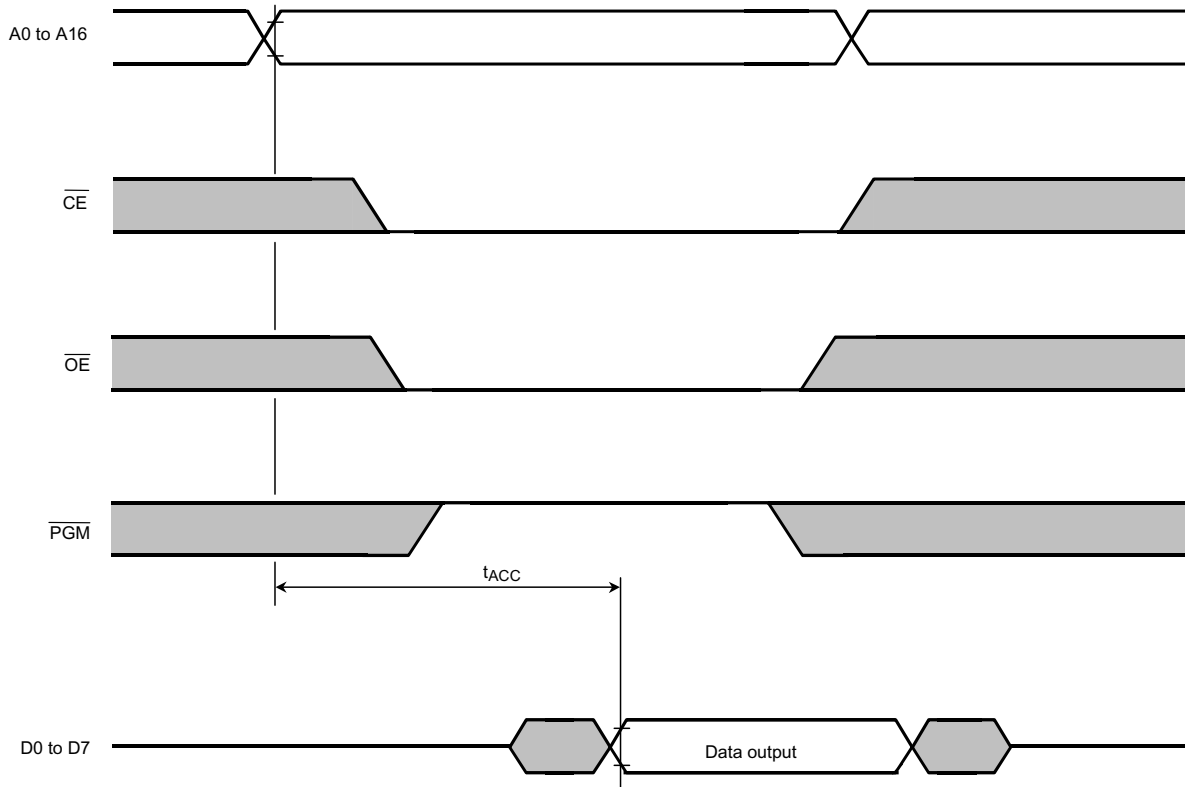 A0 to A16
CE
OE
PGM
tACC
D0 to D7
Data output